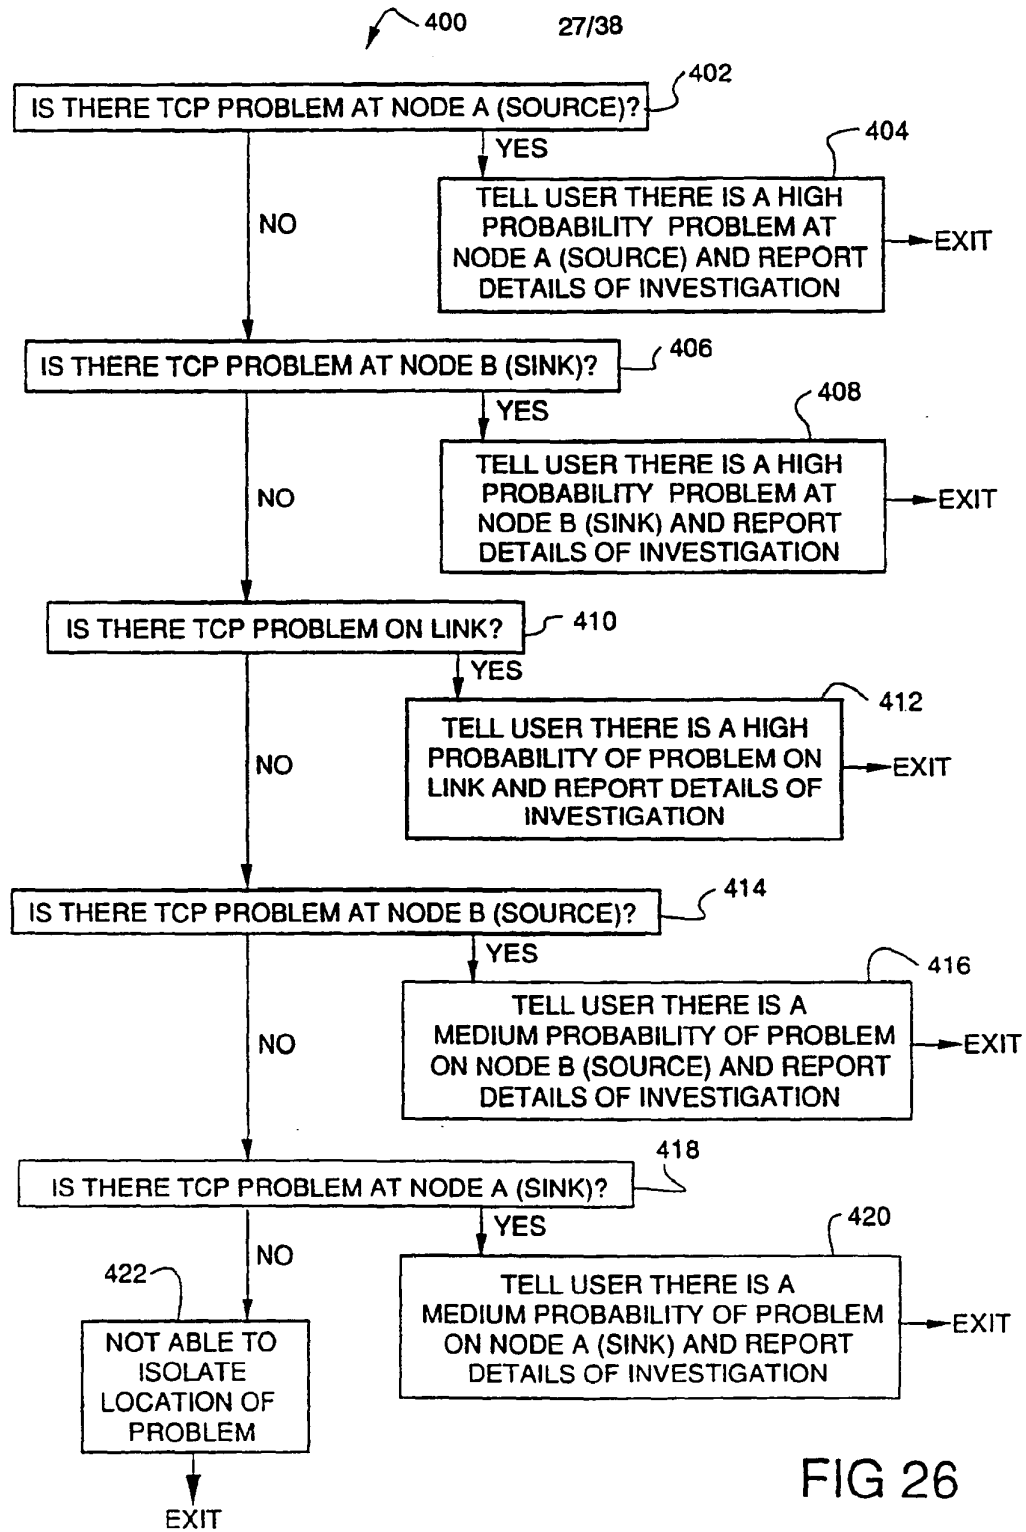 400
27/38
402
IS THERE TCP PROBLEM AT NODE A (SOURCE)?
YES
404
NO
TELL USER THERE IS A HIGH
PROBABILITY PROBLEM AT
NODE A (SOURCE) AND REPORT
DETAILS OF INVESTIGATION
EXIT
IS THERE TCP PROBLEM AT NODE B (SINK)?
406
YES
408
NO
TELL USER THERE IS A HIGH
PROBABILITY PROBLEM AT
NODE B (SINK) AND REPORT
DETAILS OF INVESTIGATION
EXIT
IS THERE TCP PROBLEM ON LINK?
410
YES
412
NO
TELL USER THERE IS A HIGH
PROBABILITY OF PROBLEM ON
LINK AND REPORT DETAILS OF
INVESTIGATION
EXIT
IS THERE TCP PROBLEM AT NODE B (SOURCE)?
414
YES
416
NO
TELL USER THERE IS A
MEDIUM PROBABILITY OF PROBLEM
ON NODE B (SOURCE) AND REPORT
DETAILS OF INVESTIGATION
EXIT
418
IS THERE TCP PROBLEM AT NODE A (SINK)?
YES
420
NO
422
TELL USER THERE IS A
MEDIUM PROBABILITY OF PROBLEM
ON NODE A (SINK) AND REPORT
DETAILS OF INVESTIGATION
EXIT
NOT ABLE TO
ISOLATE
LOCATION OF
PROBLEM
EXIT
FIG 26